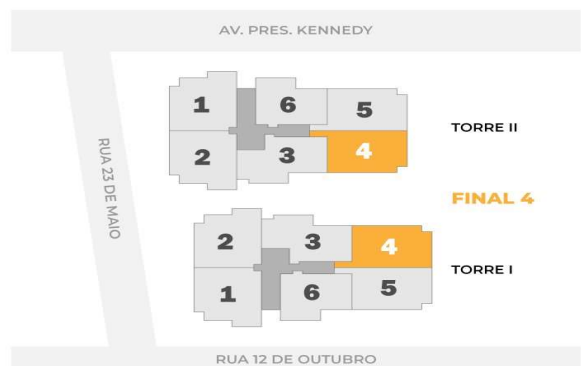 AV. PRES. KENNEDY
RUA 23 DE MAIO
1
6
5
2
3
4
TORRE II
FINAL 4
2
3
4
1
6
5
TORRE I
RUA 12 DE OUTUBRO